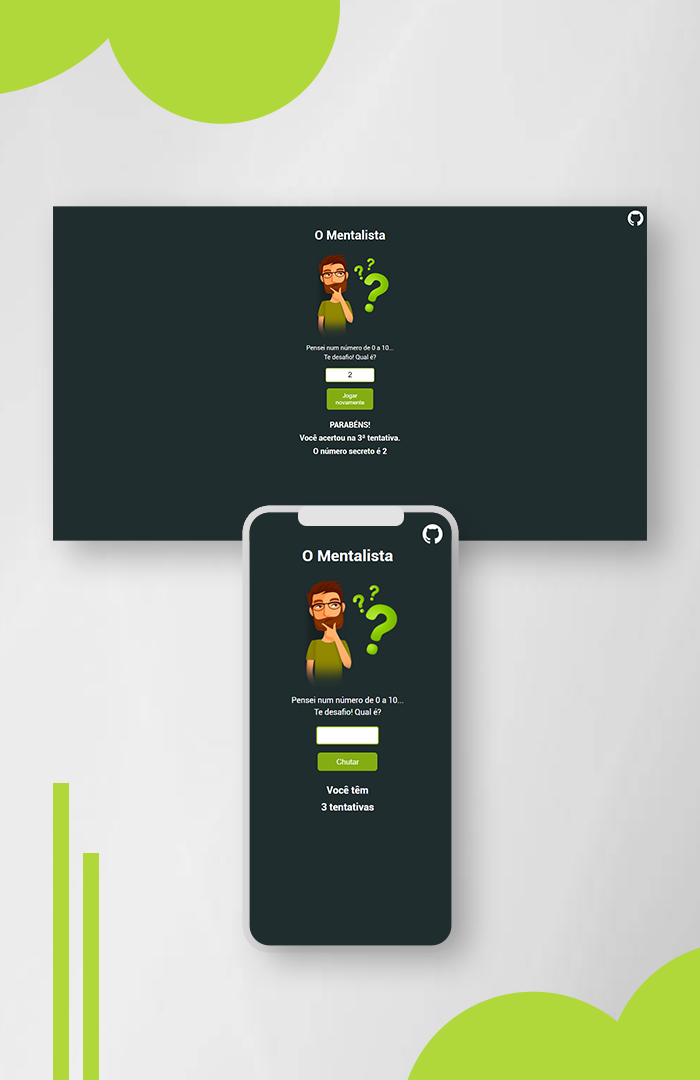 O Mentalista
Pensei num número de 0 a 10...
Te desafio! Qual é?
2
Jogar
novamente
PARABÉNS!
Você acertou na 3ª tentativa.
O número secreto é 2
O Mentalista
Pensei num número de 0 a 10...
Te desafio! Qual é?
Chutar
Você têm
3 tentativas